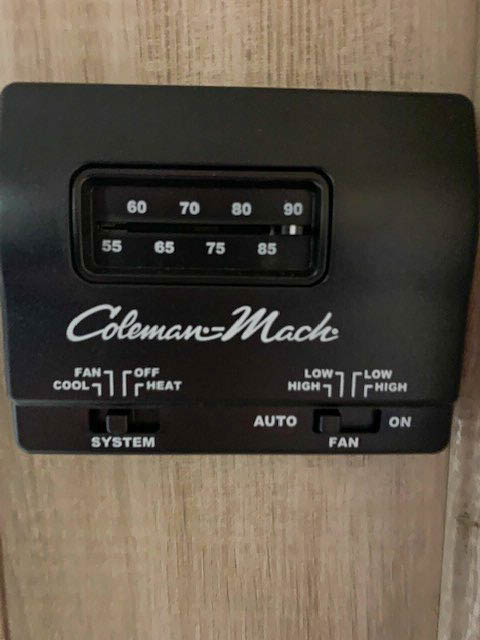 60 70 80 90
55 65 75 85
Coleman-Mach
FAN OFF LOW LOW
COOL HEAT HIGH HIGH
AUTO ON
SYSTEM FAN